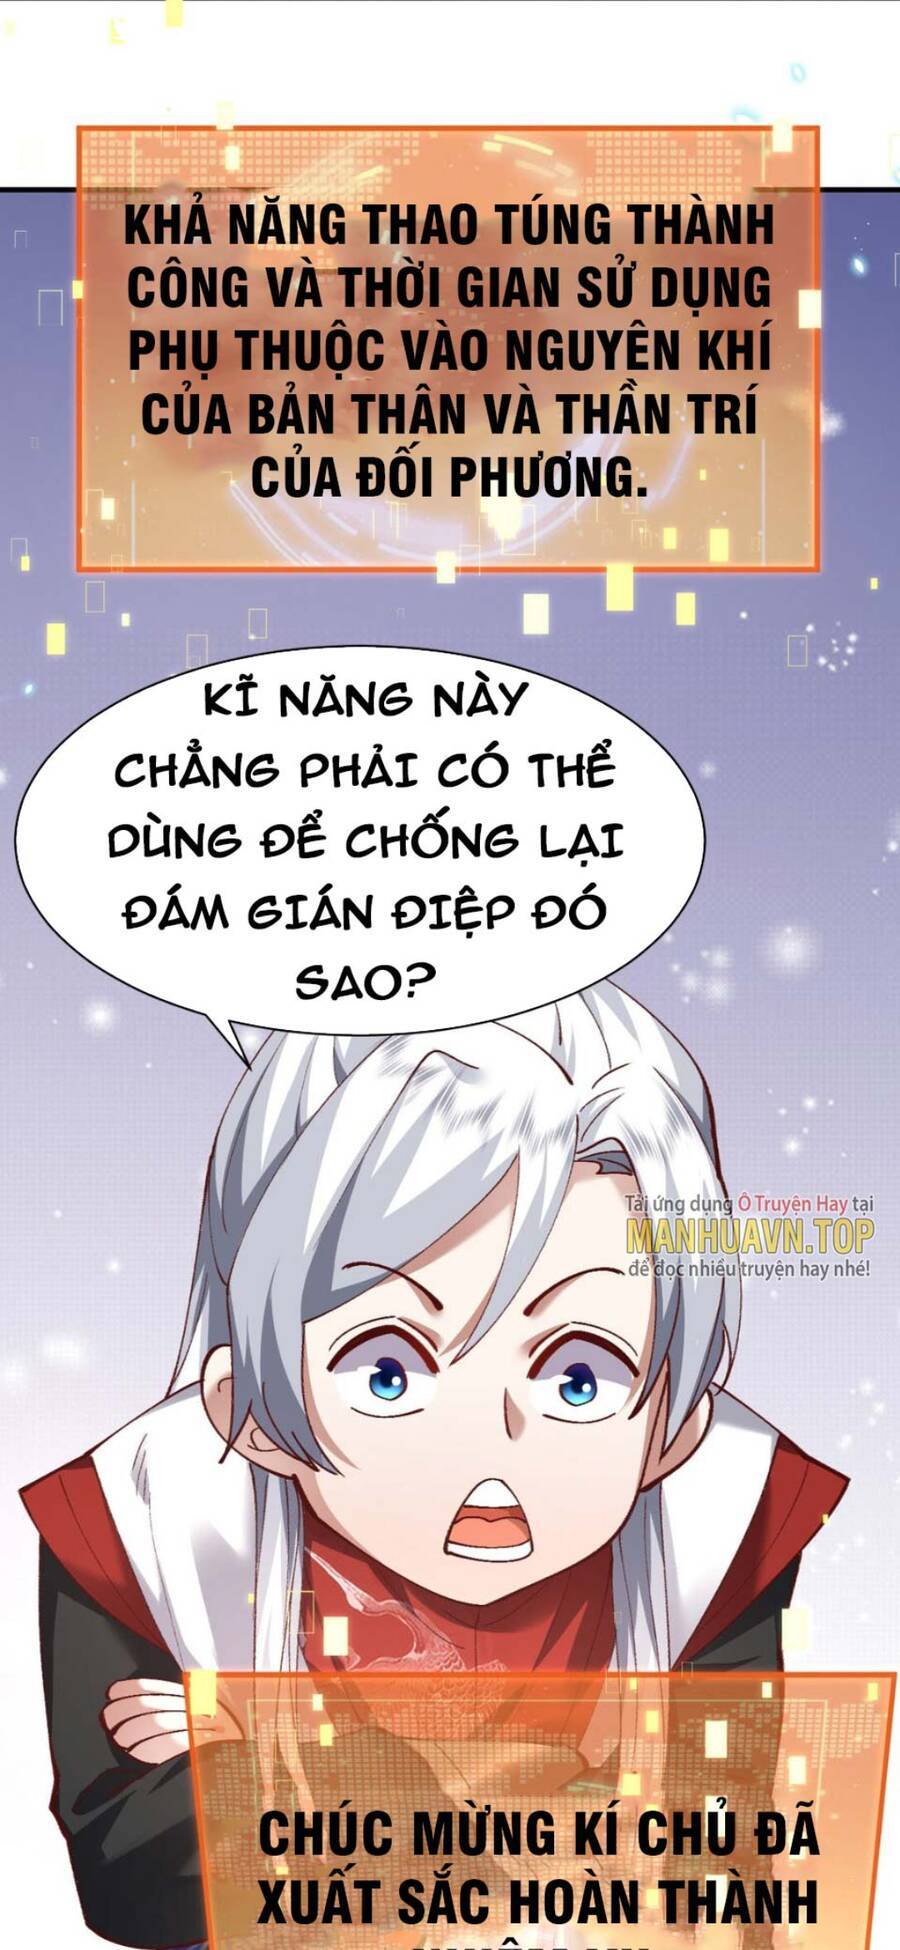 KHẢ NĂNG THAO TÚNG THÀNH
CÔNG VÀ THỜI GIAN SỬ DỤNG
PHỤ THUỘC VÀO NGUYÊN KHÍ
CỦA BẢN THÂN VÀ THẦN TRÍ
CỦA ĐỐI PHƯƠNG.
KĨ NĂNG NÀY
CHẲNG PHẢI CÓ THỂ
DÙNG ĐỂ CHỐNG LẠI
ĐÁM GIÁN ĐIỆP ĐÓ
SAO?
Tải ứng dụng Ô Truyện Hay tại
MANHUAVN.TOP
để đọc nhiều truyện hay nhé!
CHÚC MỪNG KÍ CHỦ ĐÃ
XUẤT SẮC HOÀN THÀNH